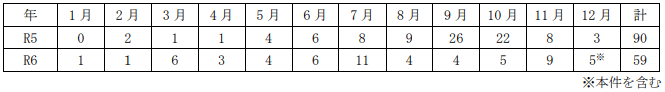 年 1月 2月 3月 4月 5月 6月 7月 8月 9月 10月 11月 12月 計
R5 0 2 1 1 4 6 8 9 26 22 8 3 90
R6 1 1 6 3 4 6 11 4 4 5 9 5※ 59
※本件を含む